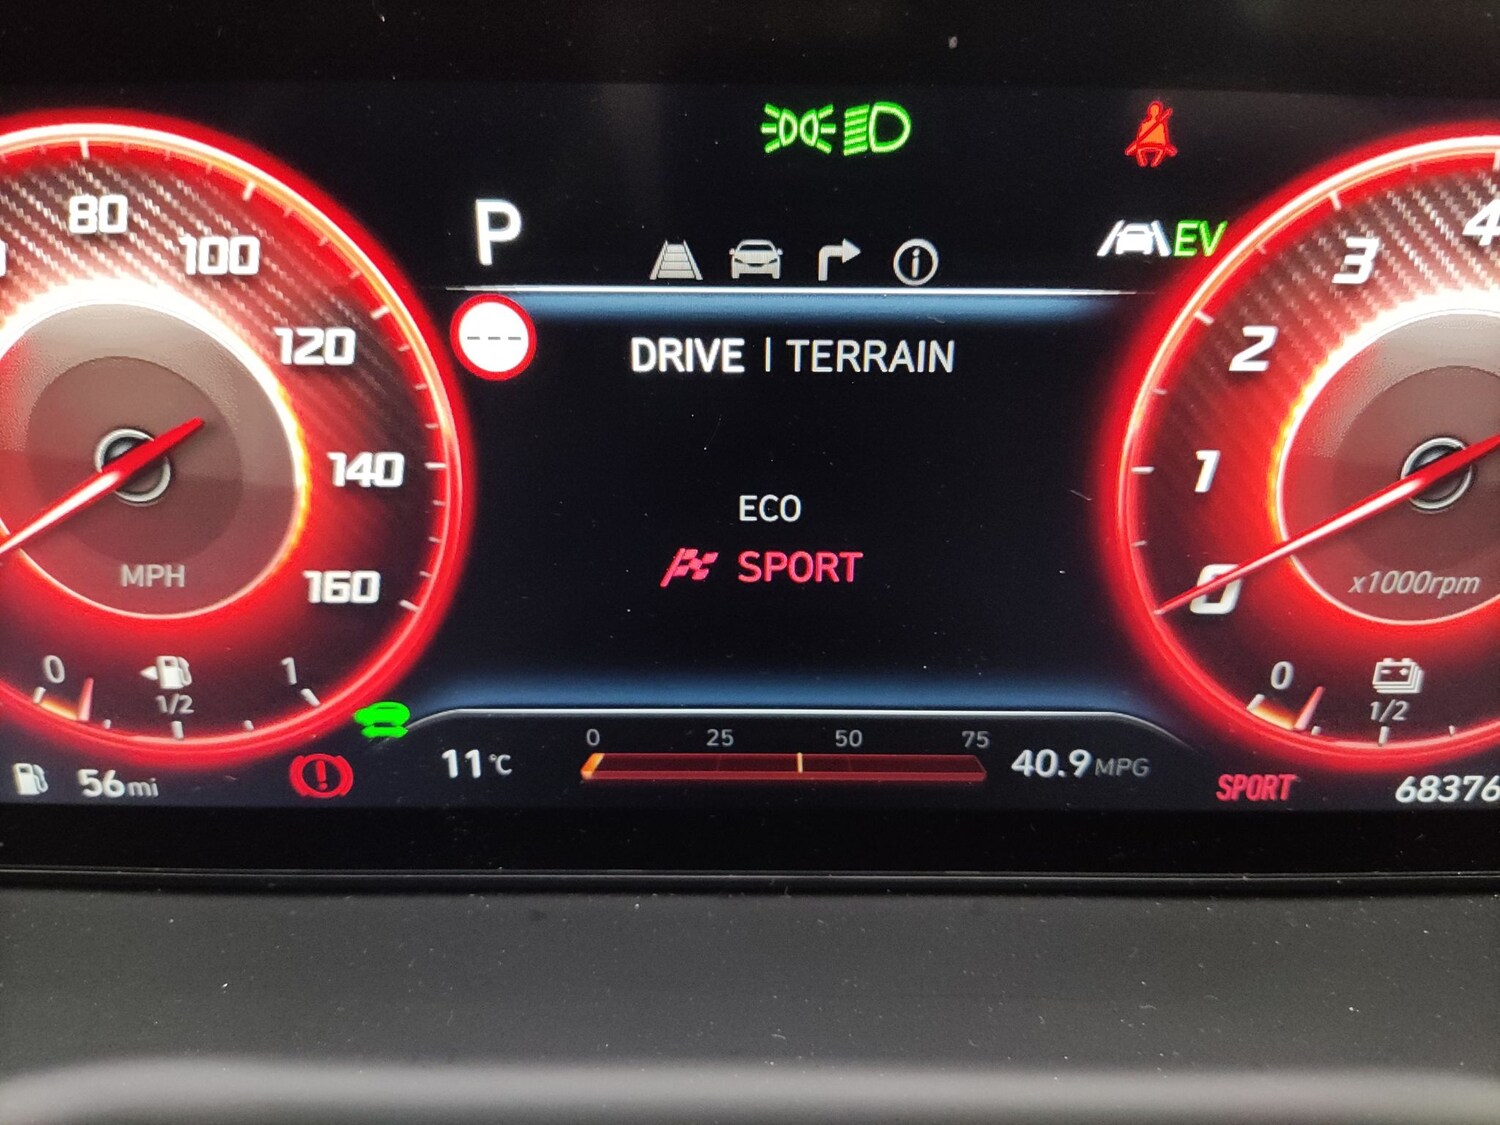 80
100
120
140
160
MPH
0
1/2
1
56mi
P
EV
---
DRIVE | TERRAIN
ECO
SPORT
11°C
0 25 50 75
40.9MPG
4
3
2
1
0
x1000rpm
0
1/2
SPORT
68376